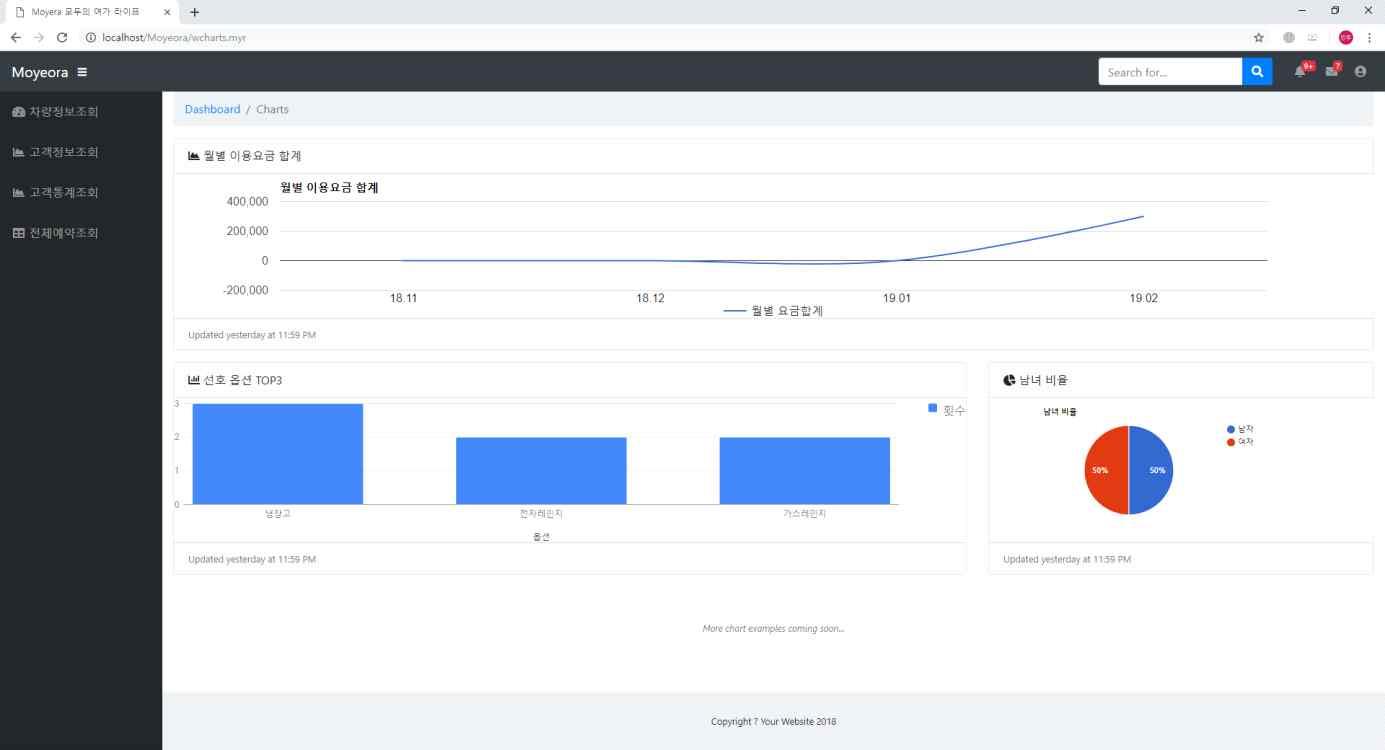 Moyera 모두의 여가 라이프
localhost/Moyeora/wcharts.myr
Moyeora
Search for...
9+
7
차량정보조회
고객정보조회
고객통계조회
전체예약조회
Dashboard / Charts
월별 이용요금 합계
월별 이용요금 합계
400,000
200,000
0
-200,000
18.11 18.12 19.01 19.02
월별 요금합계
Updated yesterday at 11:59 PM
선호 옵션 TOP3
3
2
1
0
냉장고 전자레인지 가스레인지
옵션
횟수
Updated yesterday at 11:59 PM
남녀 비율
남녀 비율
50% 50%
남자
여자
Updated yesterday at 11:59 PM
More chart examples coming soon...
Copyright ? Your Website 2018